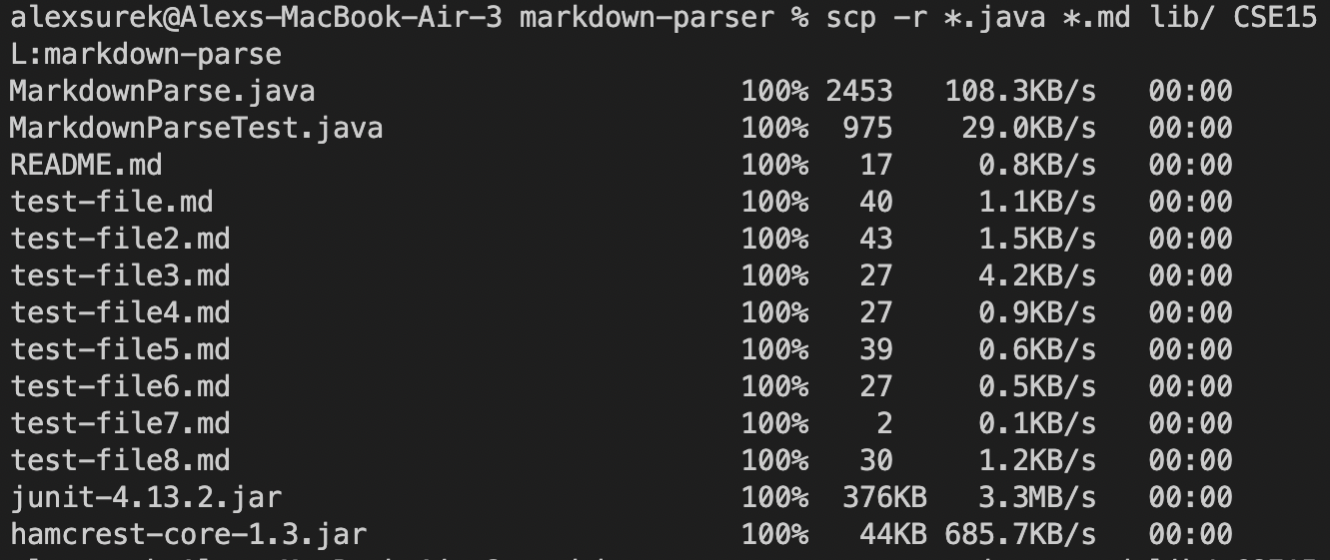 alexsurek@Alexs-MacBook-Air-3 markdown-parser % scp -r *.java *.md lib/ CSE15
L:markdown-parse
MarkdownParse.java 100% 2453 108.3KB/s 00:00
MarkdownParseTest.java 100% 975 29.0KB/s 00:00
README.md 100% 17 0.8KB/s 00:00
test-file.md 100% 40 1.1KB/s 00:00
test-file2.md 100% 43 1.5KB/s 00:00
test-file3.md 100% 27 4.2KB/s 00:00
test-file4.md 100% 27 0.9KB/s 00:00
test-file5.md 100% 39 0.6KB/s 00:00
test-file6.md 100% 27 0.5KB/s 00:00
test-file7.md 100% 2 0.1KB/s 00:00
test-file8.md 100% 30 1.2KB/s 00:00
junit-4.13.2.jar 100% 376KB 3.3MB/s 00:00
hamcrest-core-1.3.jar 100% 44KB 685.7KB/s 00:00